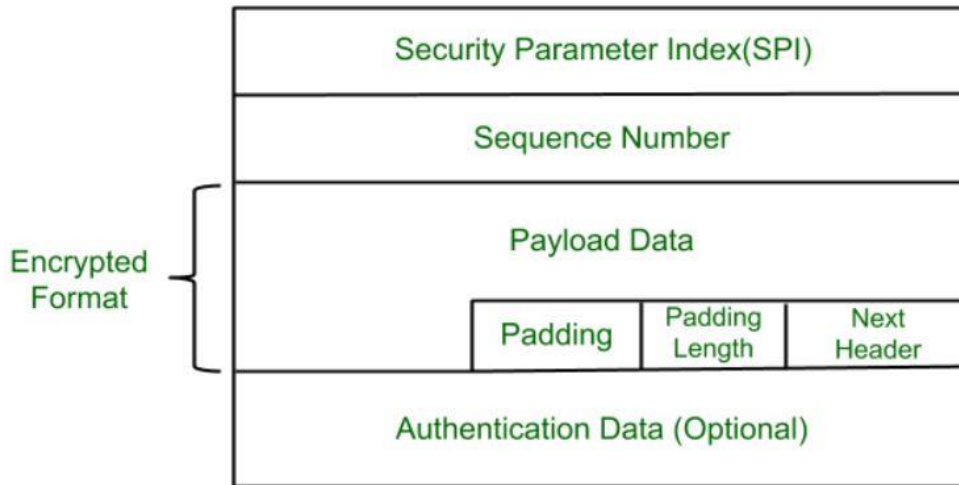 Security Parameter Index(SPI)
Sequence Number
Payload Data
Encrypted
Format
Padding
Padding
Length
Next
Header
Authentication Data (Optional)